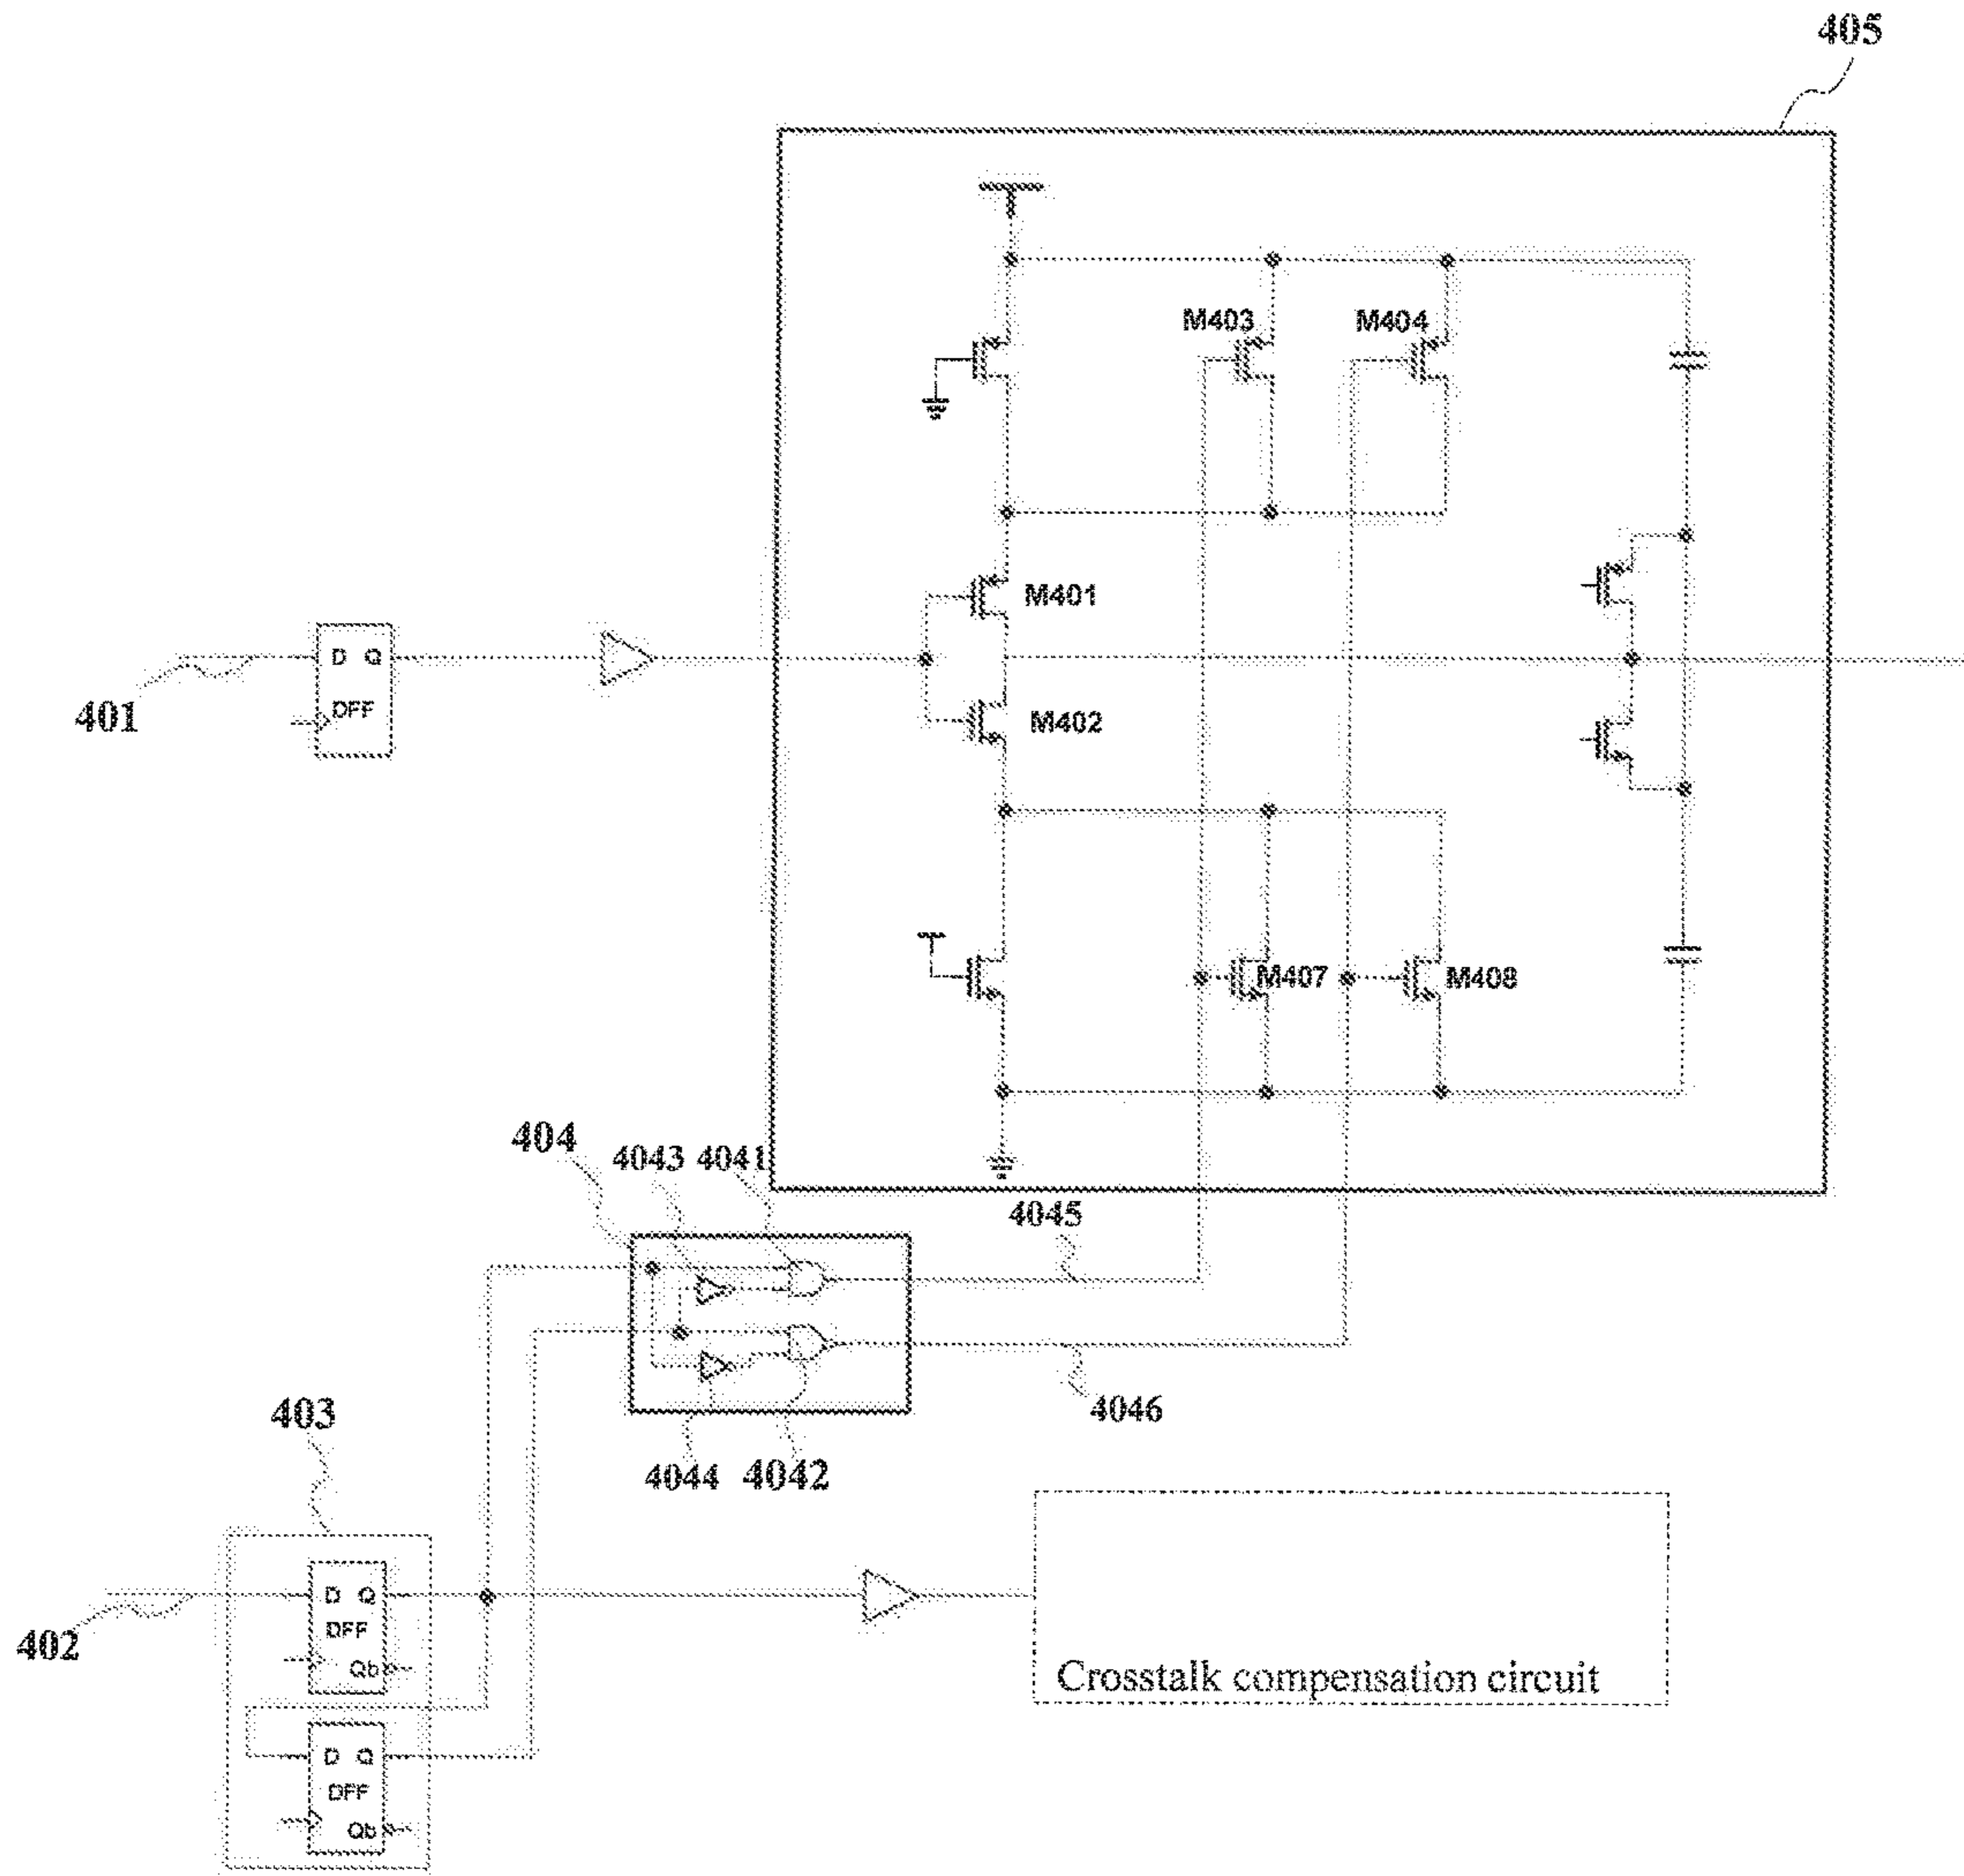 405
M403
M404
M401
D Q
DFF
401
M402
M407
M408
404
4043
4041
4045
4046
403
4044
4042
D Q
DFF
Qb
402
Crosstalk compensation circuit
D Q
DFF
Qb